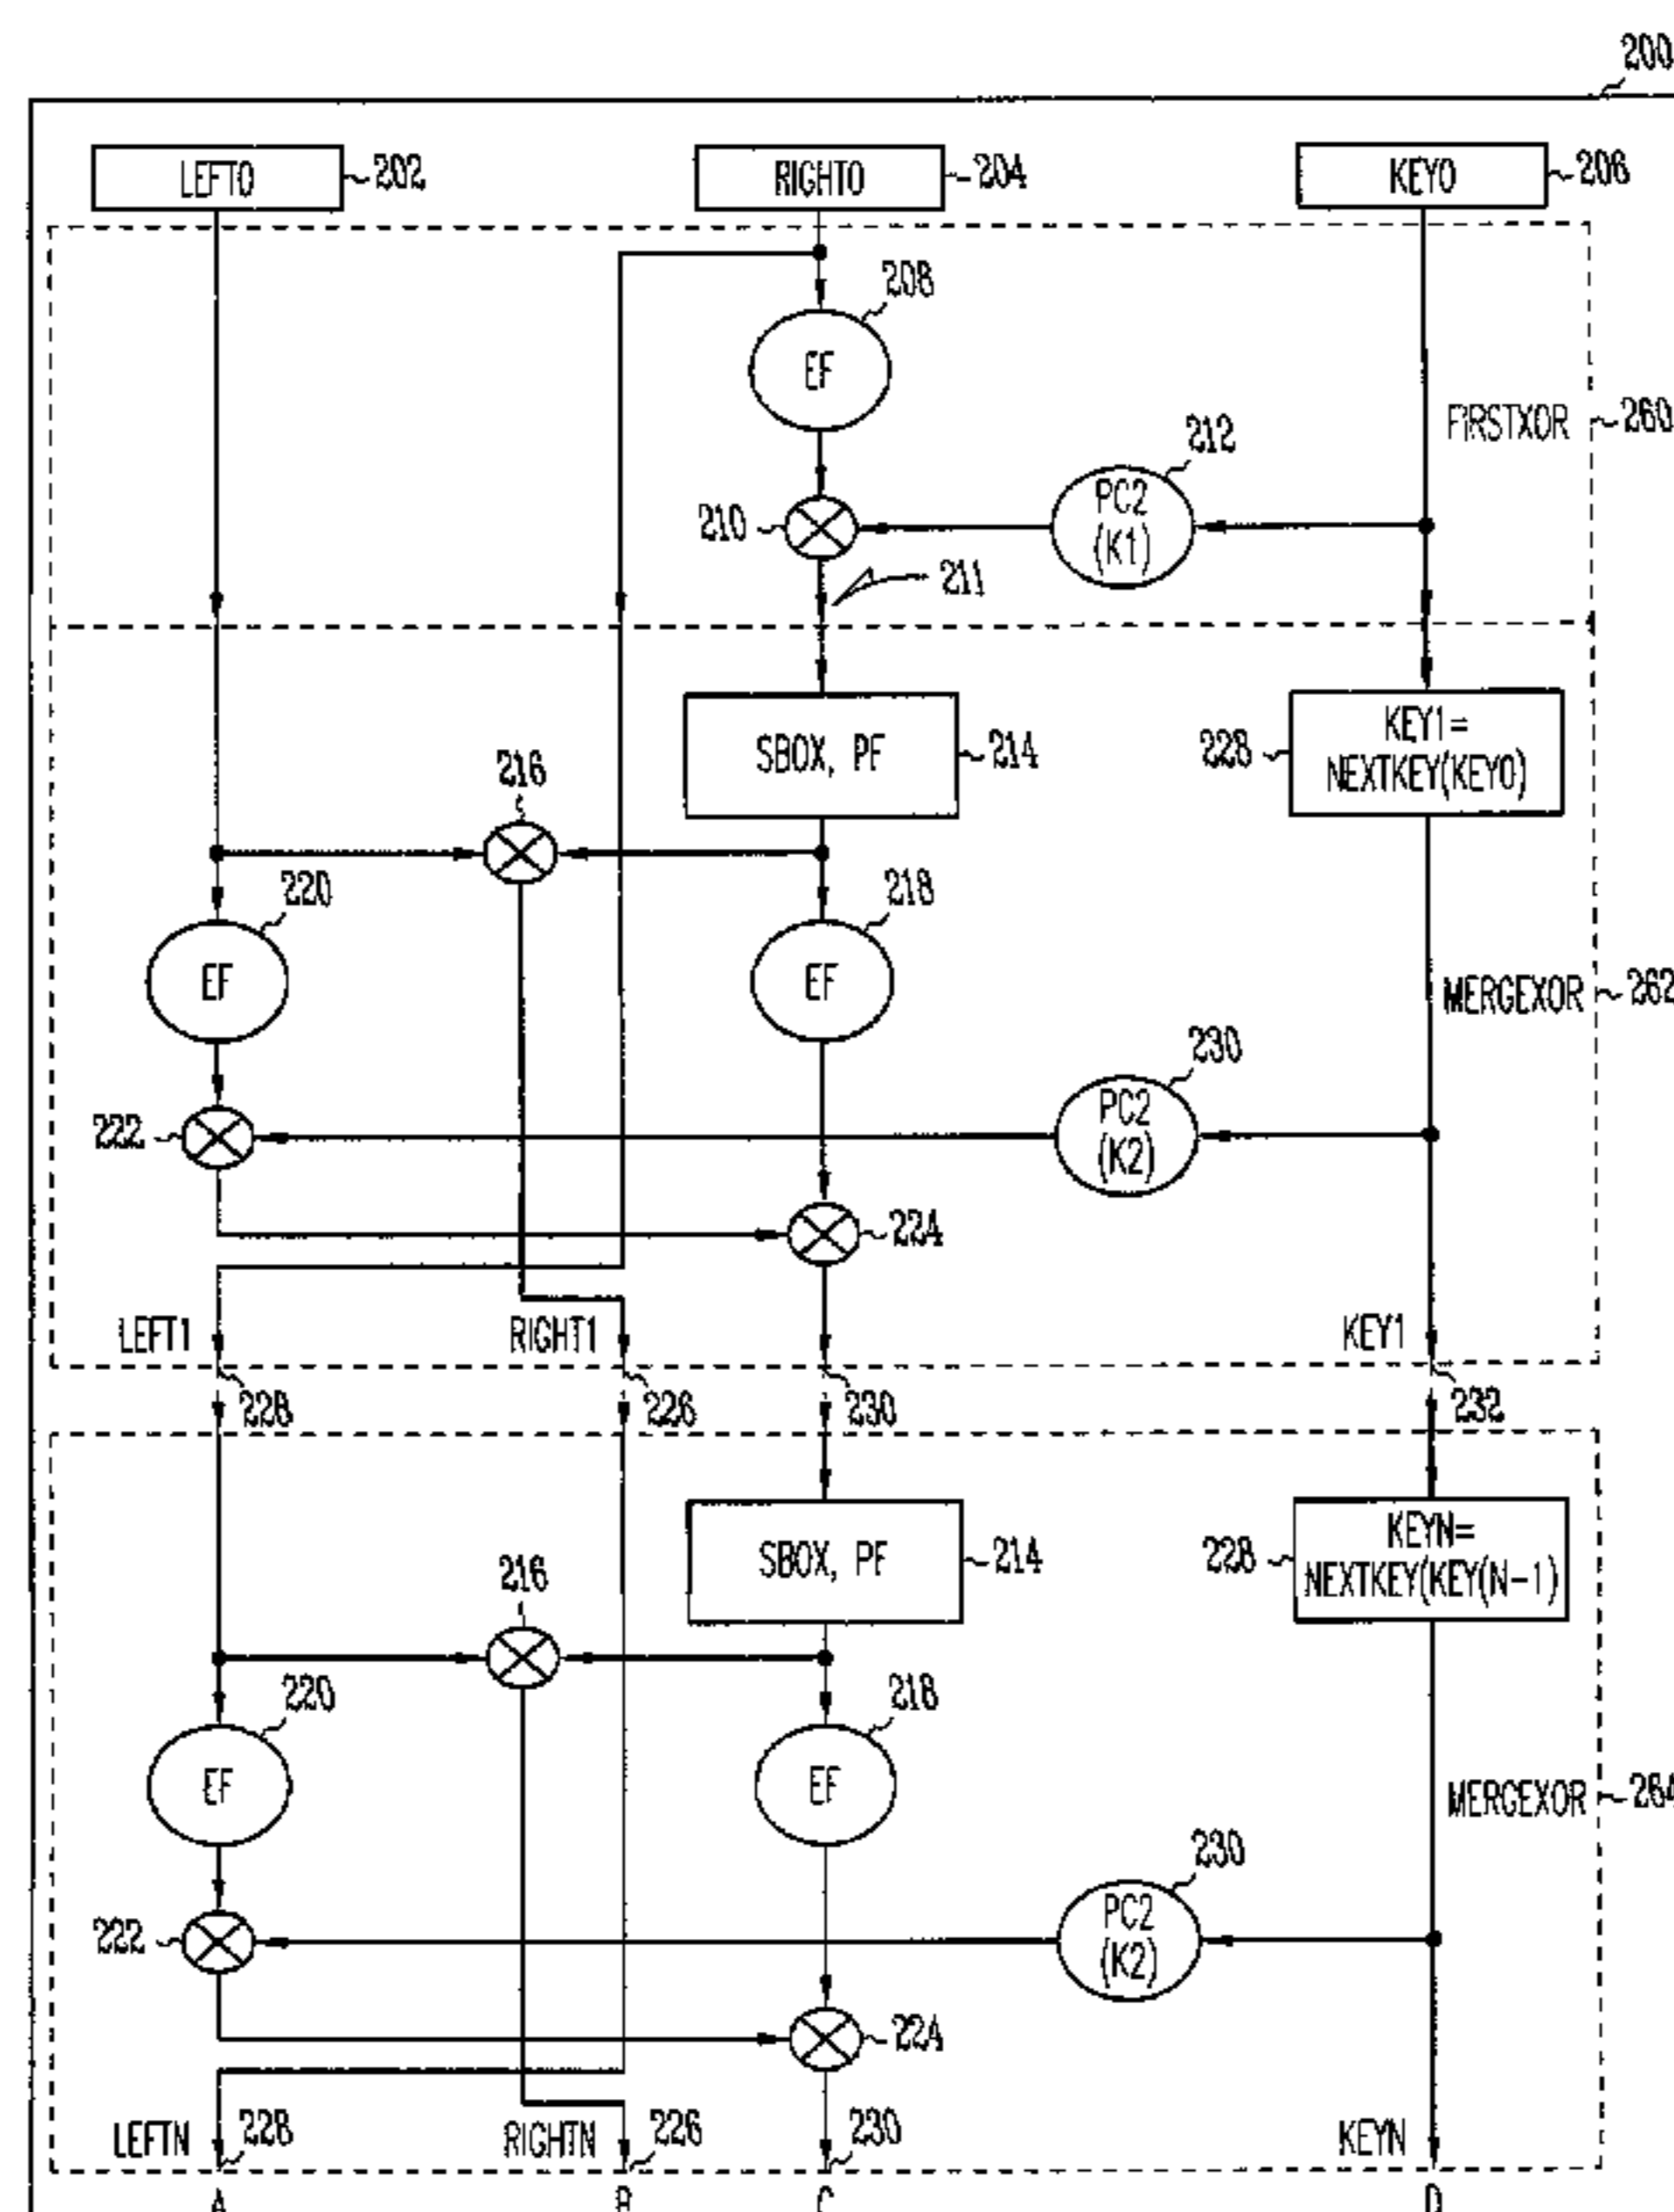 200
LEFT0 202
RIGHT0 204
KEY0 206
208
EF
FIRSTXOR 260
212
PC2
(K1)
210
211
SBOX, PF 214
228
KEY1=
NEXTKEY(KEY0)
216
220
218
EF
EF
MERGEXOR 262
230
PC2
(K2)
222
224
LEFT1
RIGHT1
KEY1
228
226
230
232
SBOX, PF 214
228
KEYN=
NEXTKEY(KEY(N-1)
216
220
218
EF
EF
MERGEXOR 264
230
PC2
(K2)
222
224
LEFTN 228
RIGHTN 226
230
KEYN
A
B
C
D